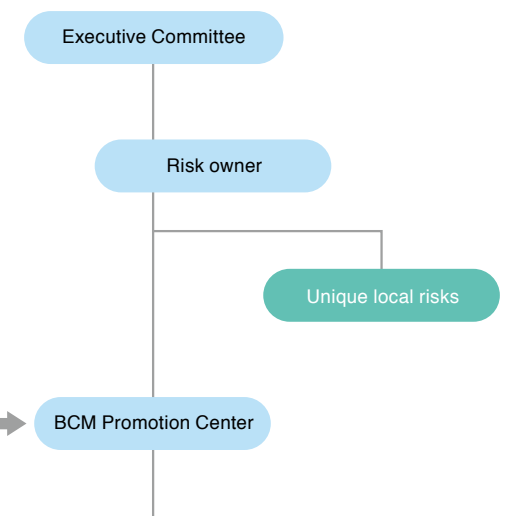 Executive Committee
Risk owner
Unique local risks
BCM Promotion Center